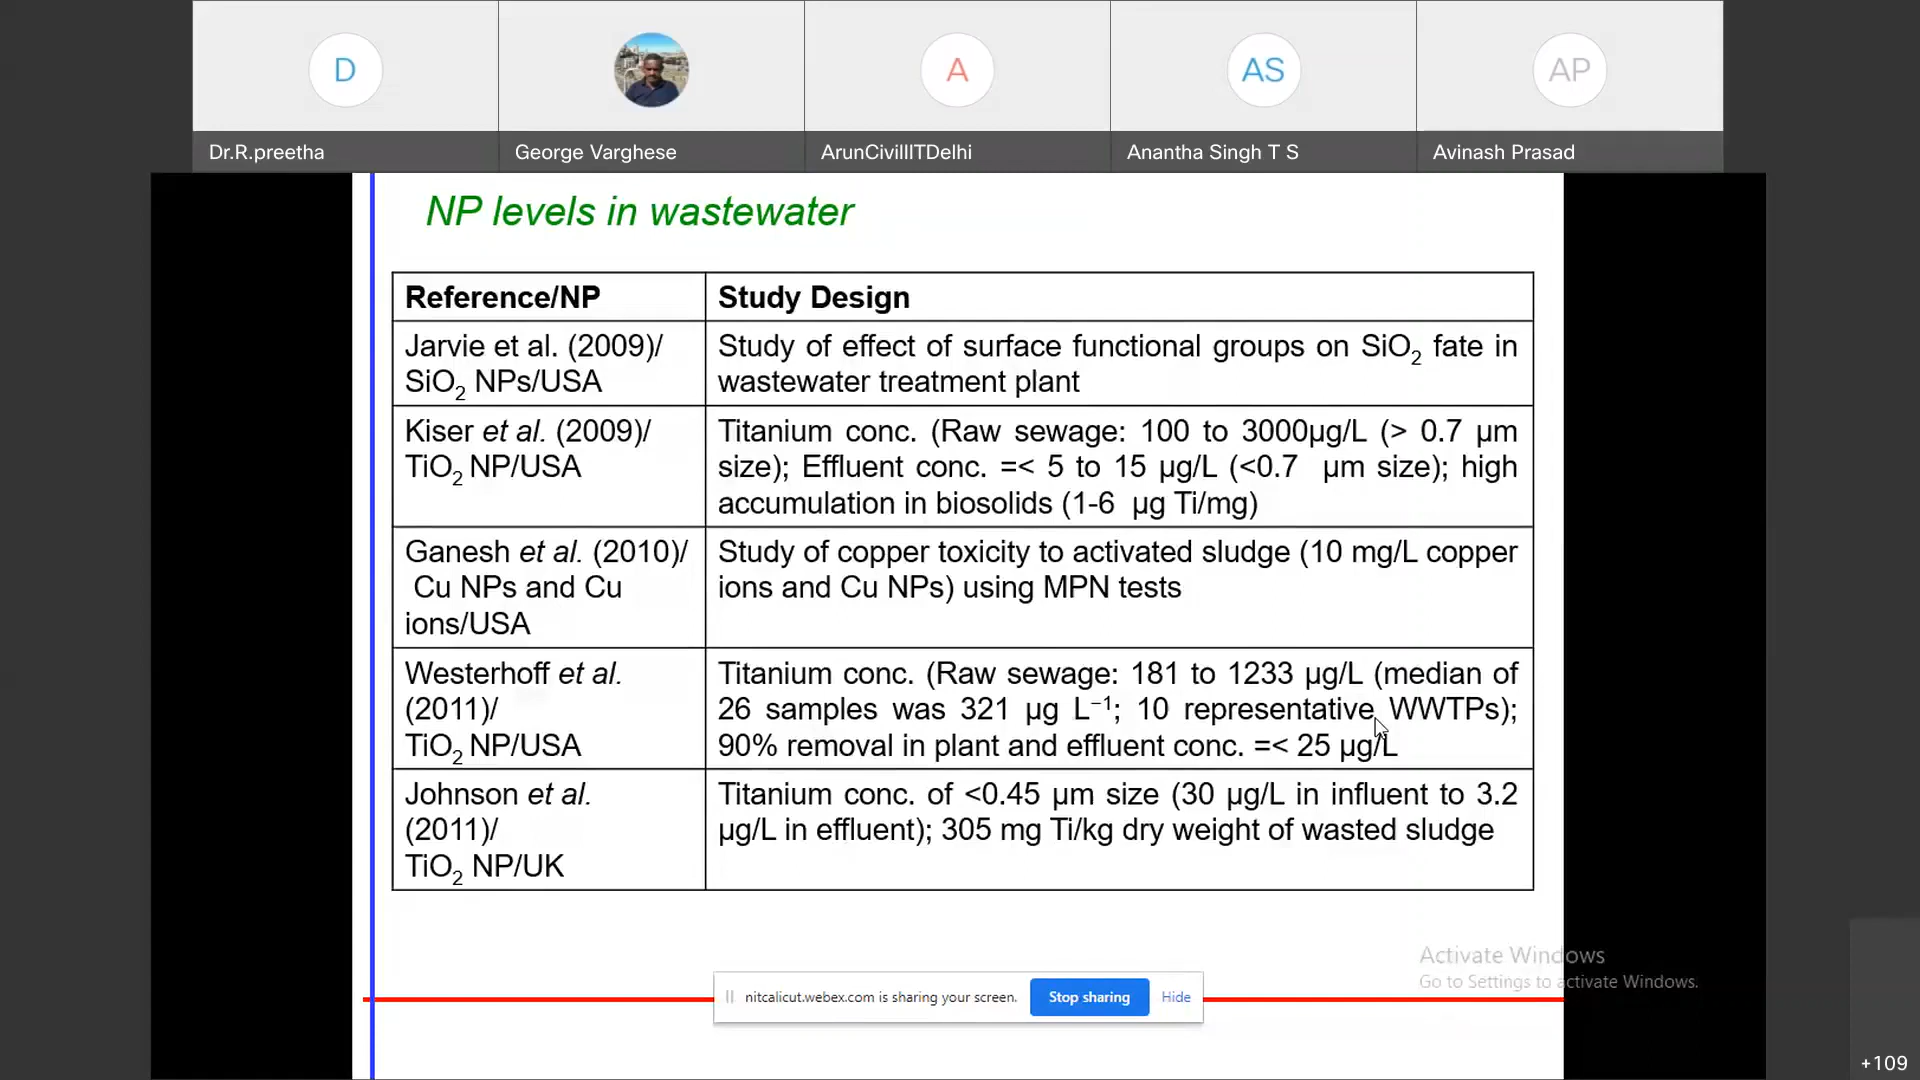 D
A
AS
AP
Dr.R.preetha
George Varghese
ArunCivilIITDelhi
Anantha Singh T S
Avinash Prasad
NP levels in wastewater
Reference/NP
Study Design
Jarvie et al. (2009)/
SiO₂ NPs/USA
Study of effect of surface functional groups on SiO₂ fate in
wastewater treatment plant
Kiser et al. (2009)/
TiO₂ NP/USA
Titanium conc. (Raw sewage: 100 to 3000µg/L (> 0.7 µm
size); Effluent conc. =< 5 to 15 µg/L (<0.7 µm size); high
accumulation in biosolids (1-6 µg Ti/mg)
Ganesh et al. (2010)/
Cu NPs and Cu
ions/USA
Study of copper toxicity to activated sludge (10 mg/L copper
ions and Cu NPs) using MPN tests
Westerhoff et al.
(2011)/
TiO₂ NP/USA
Titanium conc. (Raw sewage: 181 to 1233 µg/L (median of
26 samples was 321 µg L⁻¹; 10 representative WWTPs);
90% removal in plant and effluent conc. =< 25 µg/L
Johnson et al.
(2011)/
TiO₂ NP/UK
Titanium conc. of <0.45 µm size (30 µg/L in influent to 3.2
µg/L in effluent); 305 mg Ti/kg dry weight of wasted sludge
Activate Windows
Go to Settings to activate Windows.
nitcalicut.webex.com is sharing your screen.
Stop sharing
Hide
+109